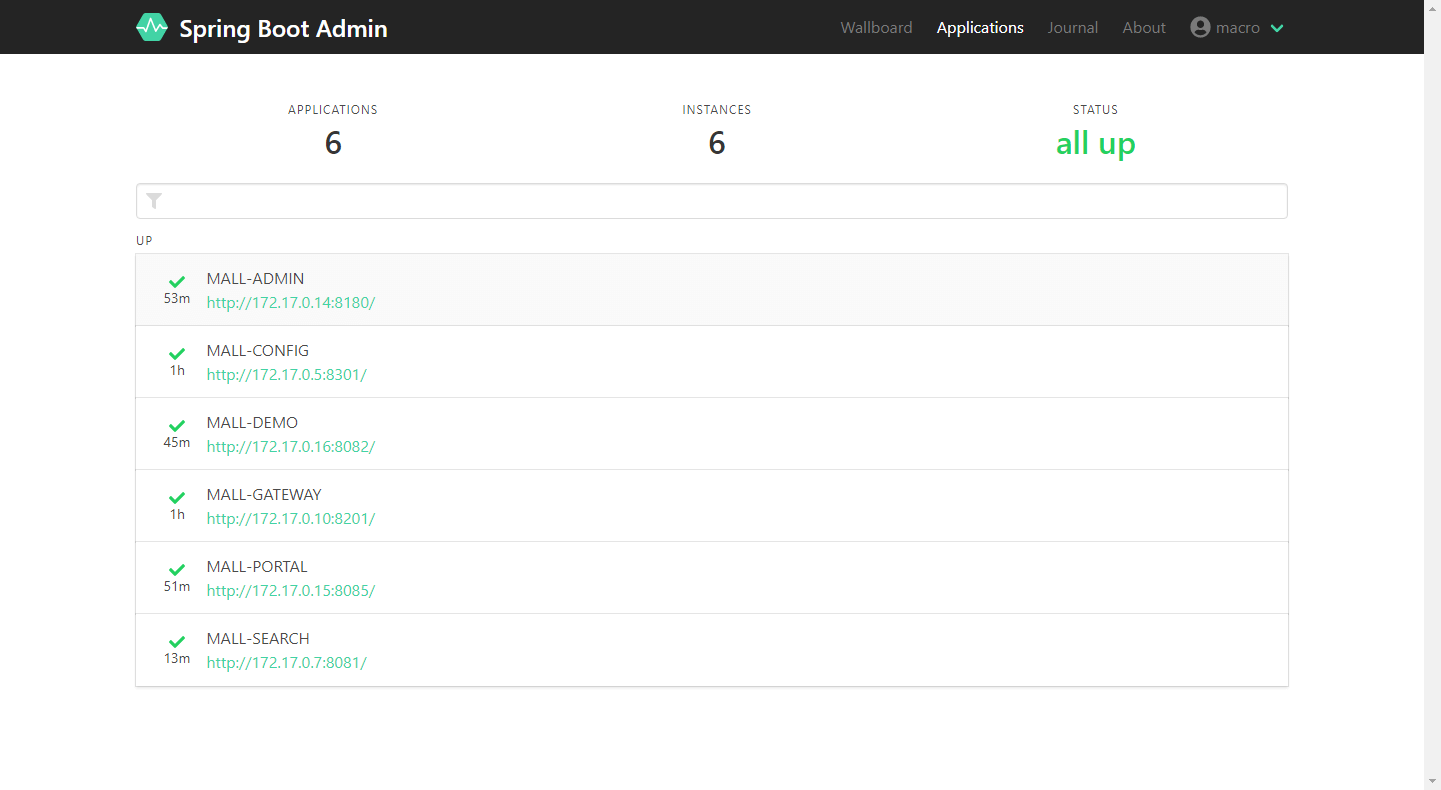 Spring Boot Admin
Wallboard Applications Journal About macro
APPLICATIONS INSTANCES STATUS
6 6 all up
UP
MALL-ADMIN
53m http://172.17.0.14:8180/
MALL-CONFIG
1h http://172.17.0.5:8301/
MALL-DEMO
45m http://172.17.0.16:8082/
MALL-GATEWAY
1h http://172.17.0.10:8201/
MALL-PORTAL
51m http://172.17.0.15:8085/
MALL-SEARCH
13m http://172.17.0.7:8081/